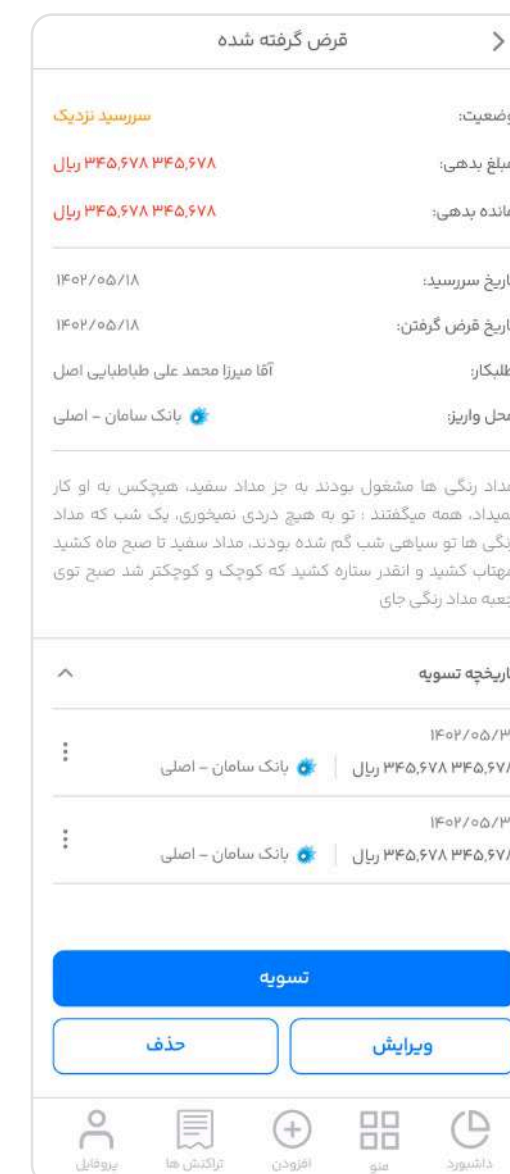 قرض گرفته شده
وضعیت: سررسید نزدیک
مبلغ بدهی: ۳۴۵,۶۷۸ ۳۴۵,۶۷۸ ریال
مانده بدهی: ۳۴۵,۶۷۸ ۳۴۵,۶۷۸ ریال
تاریخ سررسید: ۱۴۰۲/۰۵/۱۸
تاریخ قرض گرفتن: ۱۴۰۲/۰۵/۱۸
طلبکار: آقا میرزا محمد علی طباطبایی اصل
محل واریز: بانک سامان - اصلی
مداد رنگی ها مشغول بودند به جز مداد سفید، هیچکس به او کار
نمیداد، همه میگفتند : تو به هیچ دردی نمیخوری، یک شب که مداد
رنگی ها تو سیاهی شب گم شده بودند، مداد سفید تا صبح ماه کشید
مهتاب کشید و انقدر ستاره کشید که کوچک و کوچکتر شد صبح توی
جعبه مداد رنگی جای
تاریخچه تسویه
۱۴۰۲/۰۵/۳
۳۴۵,۶۷۸ ۳۴۵,۶۷۸ ریال بانک سامان - اصلی
۱۴۰۲/۰۵/۳
۳۴۵,۶۷۸ ۳۴۵,۶۷۸ ریال بانک سامان - اصلی
تسویه
ویرایش حذف
داشبورد منو افزودن تراکنش ها پروفایل